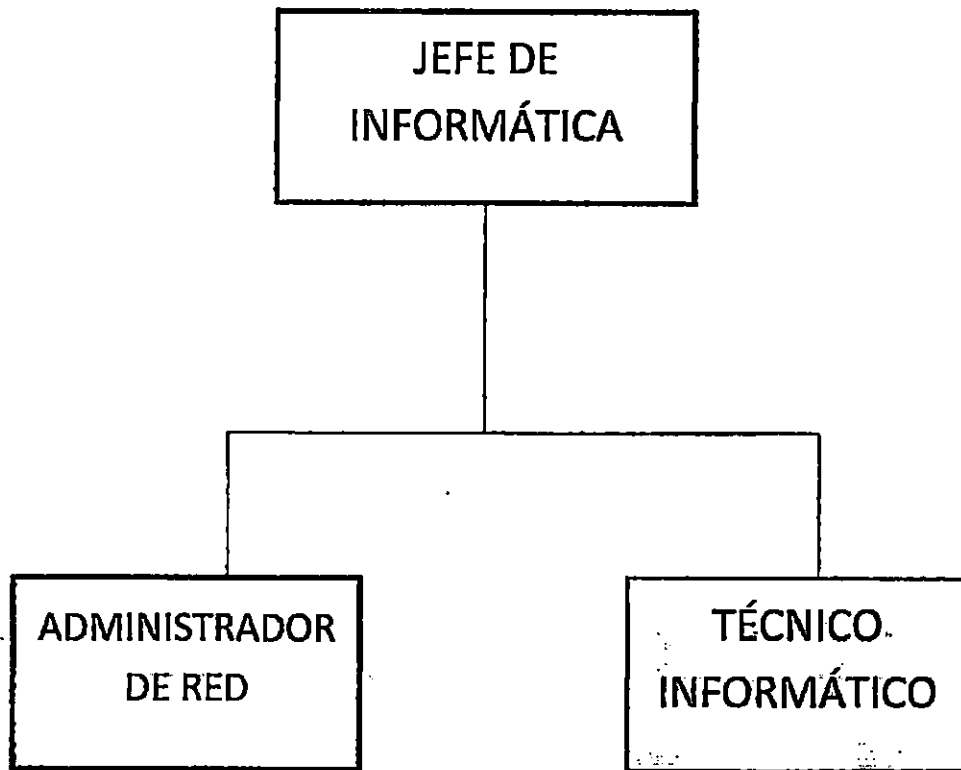 JEFE DE
INFORMÁTICA
ADMINISTRADOR
DE RED
TÉCNICO
INFORMÁTICO